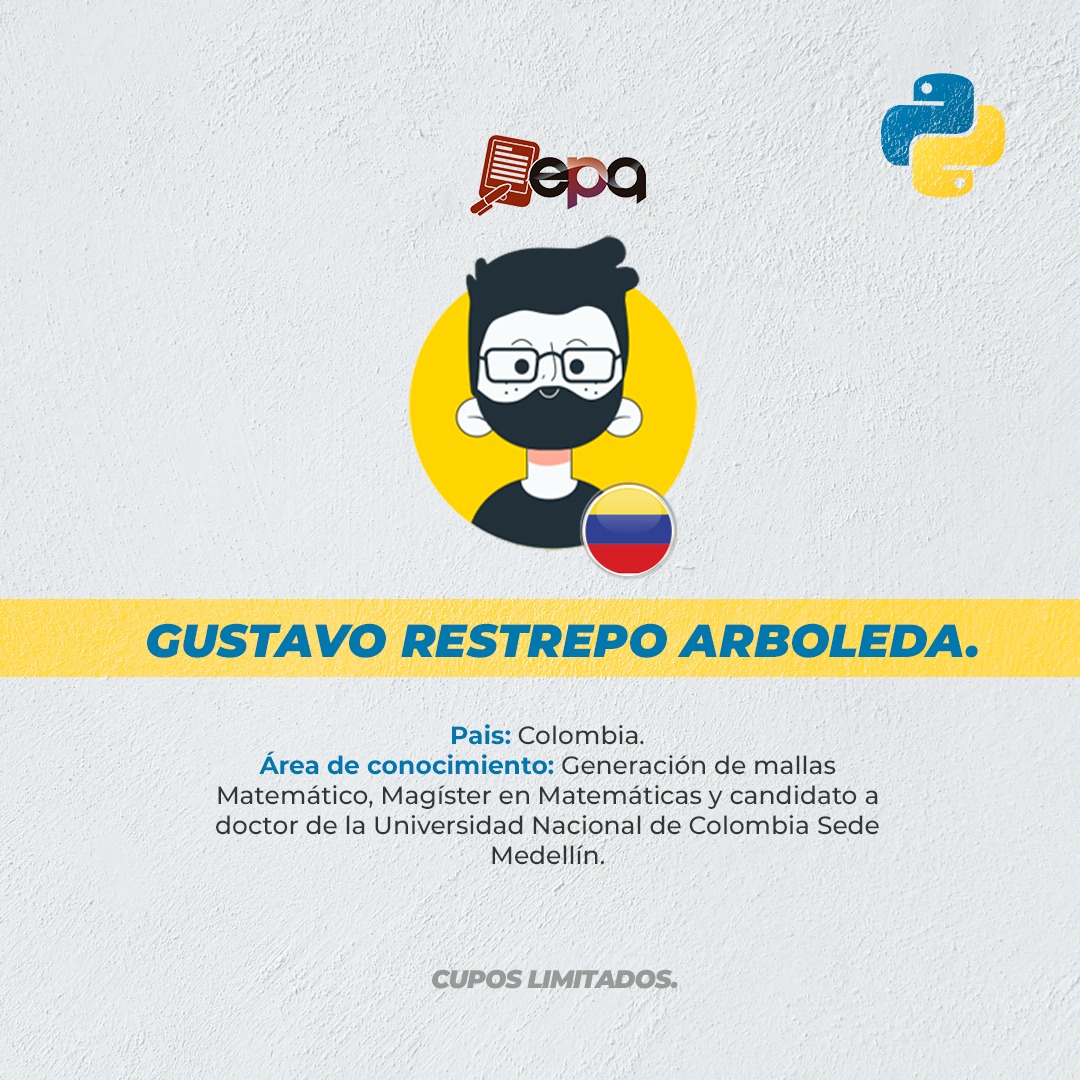 epq
GUSTAVO RESTREPO ARBOLEDA.
Pais: Colombia.
Área de conocimiento: Generación de mallas
Matemático, Magíster en Matemáticas y candidato a
doctor de la Universidad Nacional de Colombia Sede
Medellín.
CUPOS LIMITADOS.